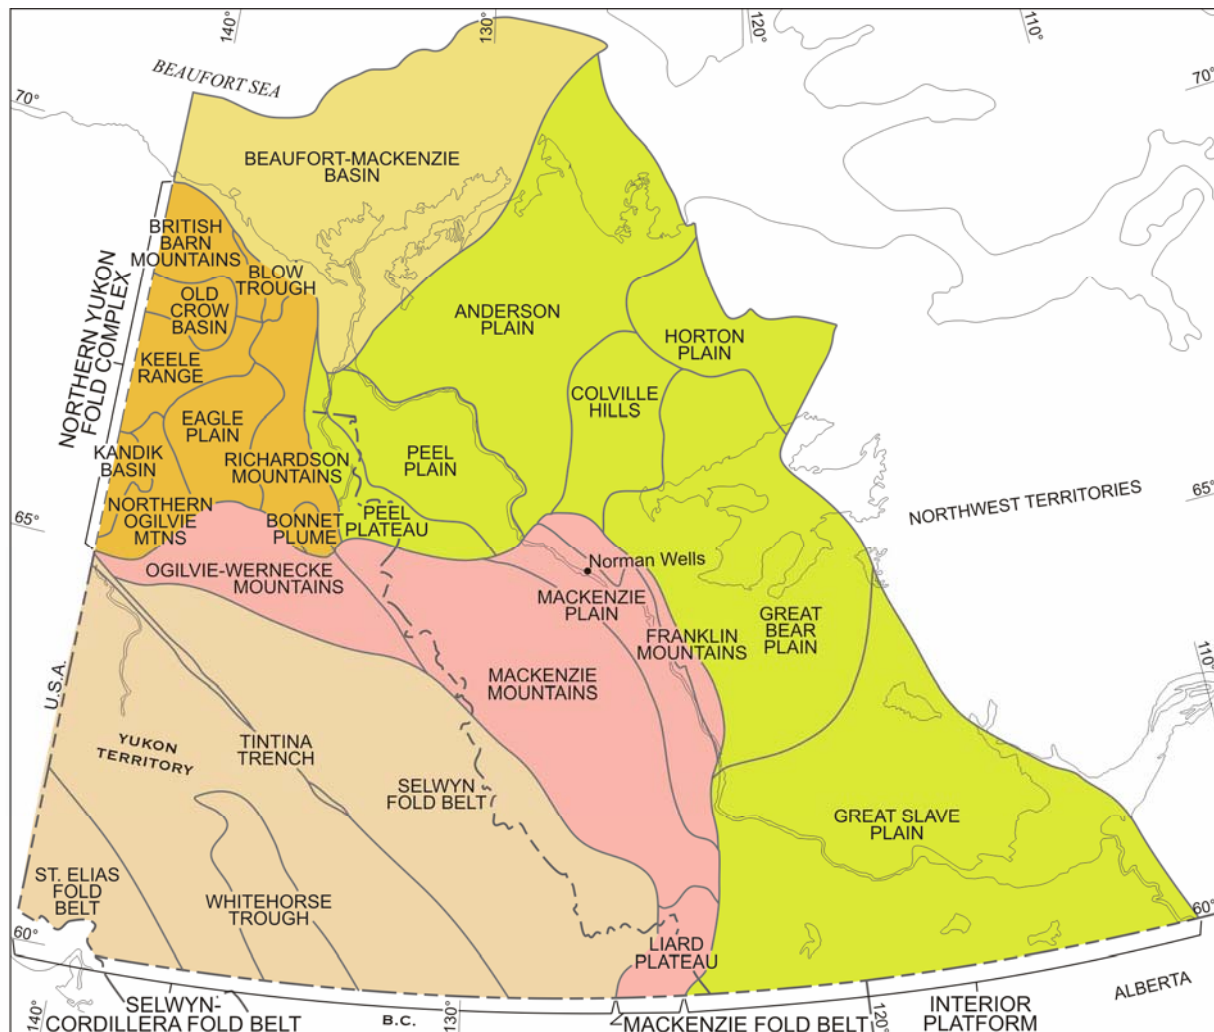 140°
130°
120°
110°
70°
BEAUFORT SEA
70°
BEAUFORT-MACKENZIE
BASIN
BRITISH
BARN
MOUNTAINS
BLOW
TROUGH
OLD
CROW
BASIN
ANDERSON
PLAIN
HORTON
PLAIN
NORTHERN YUKON
FOLD COMPLEX
KEELE
RANGE
COLVILLE
HILLS
EAGLE
PLAIN
KANDIK
BASIN
RICHARDSON
MOUNTAINS
PEEL
PLAIN
NORTHWEST TERRITORIES
65°
65°
NORTHERN
OGILVIE
MTNS
BONNET
PLUME
PEEL
PLATEAU
Norman Wells
OGILVIE-WERNECKE
MOUNTAINS
MACKENZIE
PLAIN
GREAT
BEAR
PLAIN
FRANKLIN
MOUNTAINS
110°
U.S.A.
MACKENZIE
MOUNTAINS
YUKON
TERRITORY
TINTINA
TRENCH
SELWYN
FOLD BELT
GREAT SLAVE
PLAIN
ST. ELIAS
FOLD
BELT
WHITEHORSE
TROUGH
60°
60°
LIARD
PLATEAU
ALBERTA
140°
SELWYN-
CORDILLERA FOLD BELT
B.C.
130°
MACKENZIE FOLD BELT
120°
INTERIOR
PLATFORM